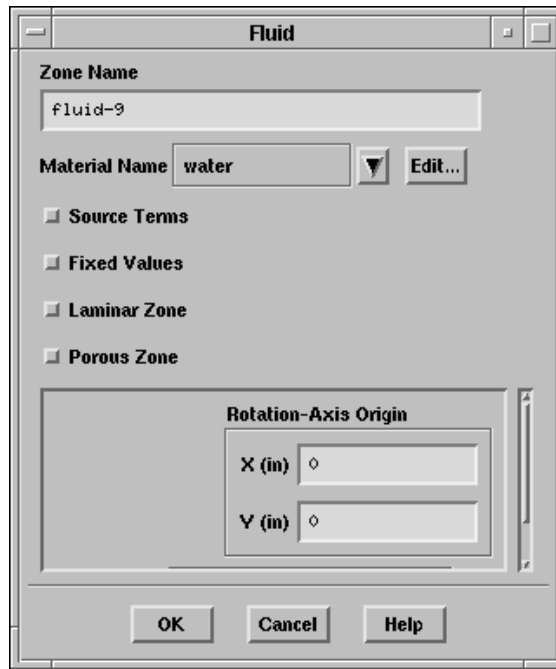 Fluid
Zone Name
fluid-9
Material Name water Edit...
Source Terms
Fixed Values
Laminar Zone
Porous Zone
Rotation-Axis Origin
X (in) 0
Y (in) 0
OK Cancel Help